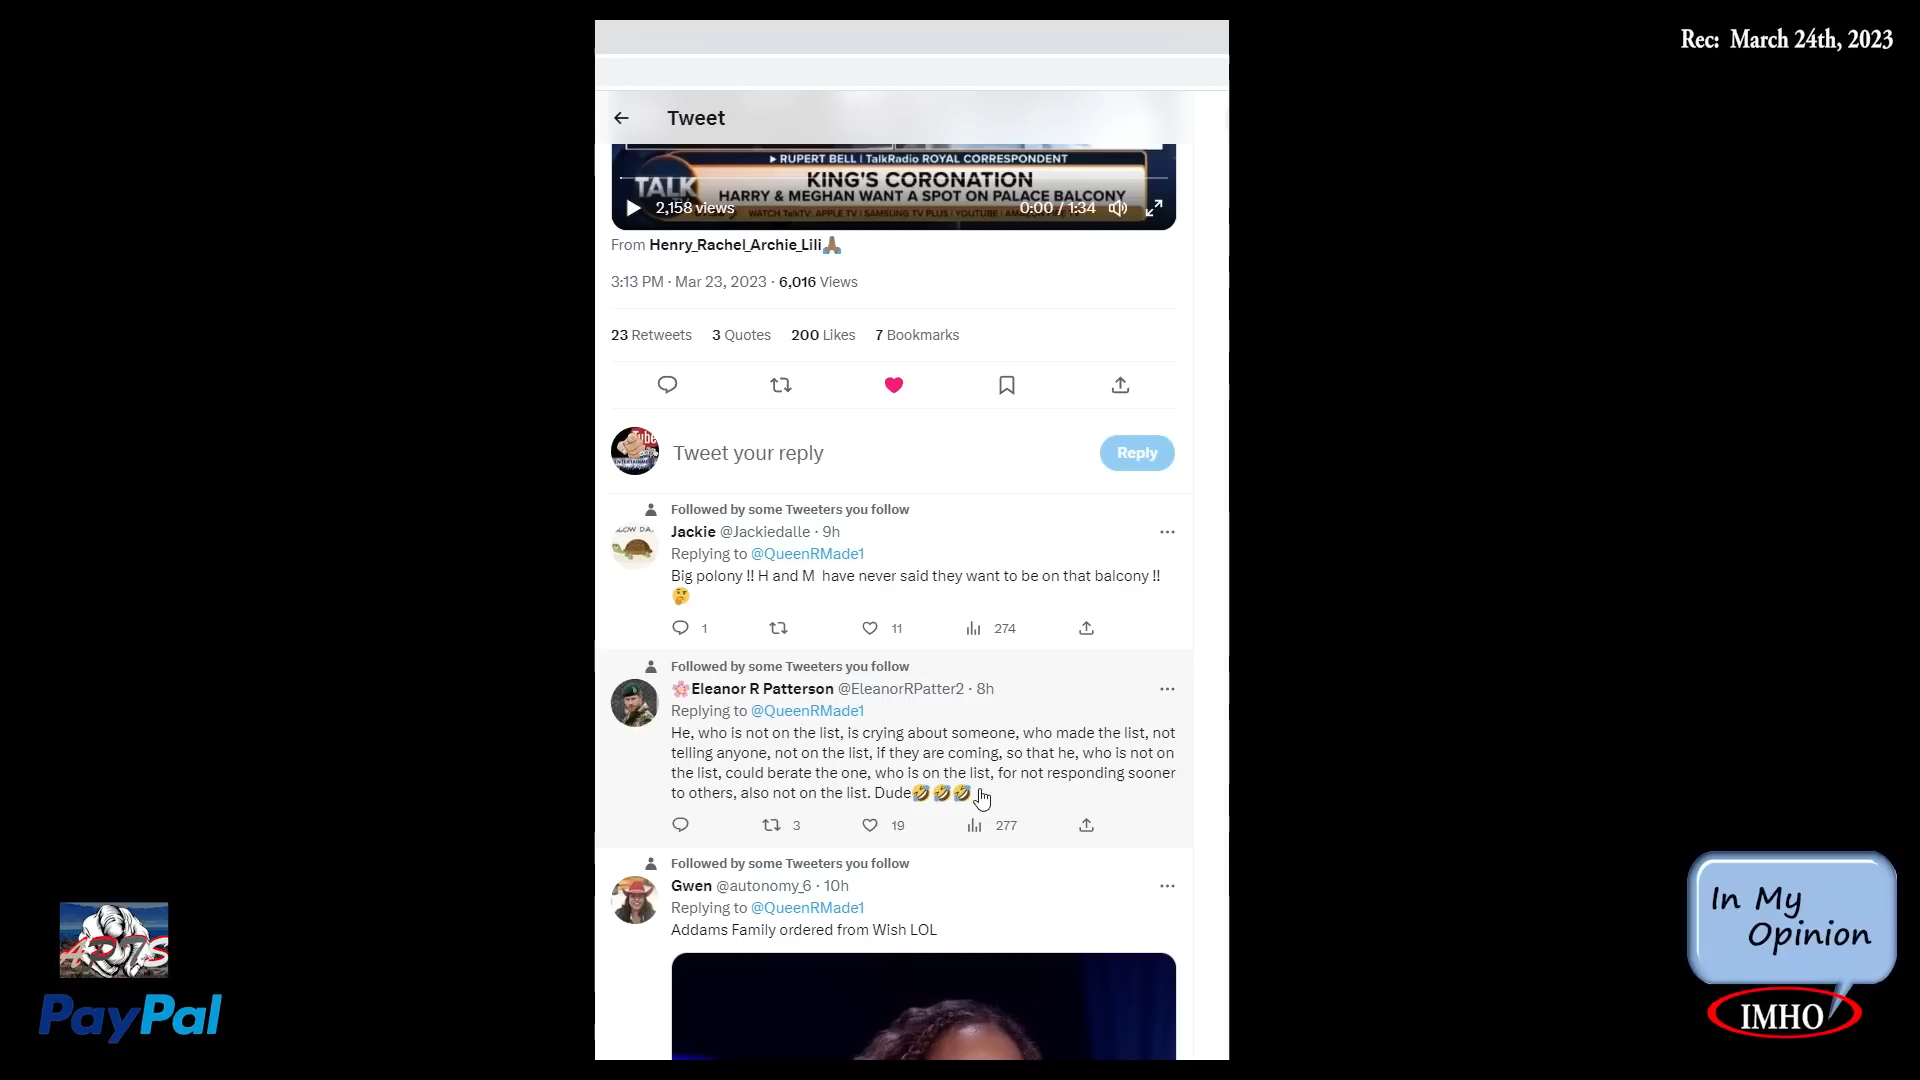 Rec: March 24th, 2023
Tweet
RUPERT BELL | TalkRadio ROYAL CORRESPONDENT
TALK
KING'S CORONATION
HARRY & MEGHAN WANT A SPOT ON PALACE BALCONY
2,158 views
0:00 / 1:34
From Henry_Rachel_Archie_Lili🙏🏾
3:13 PM · Mar 23, 2023 · 6,016 Views
23 Retweets 3 Quotes 200 Likes 7 Bookmarks
Tweet your reply
Reply
Followed by some Tweeters you follow
Jackie @Jackiedalle · 9h
Replying to @QueenRMade1
Big polony !! H and M have never said they want to be on that balcony !!
🤔
1 11 274
Followed by some Tweeters you follow
🌸Eleanor R Patterson @EleanorRPatter2 · 8h
Replying to @QueenRMade1
He, who is not on the list, is crying about someone, who made the list, not
telling anyone, not on the list, if they are coming, so that he, who is not on
the list, could berate the one, who is on the list, for not responding sooner
to others, also not on the list. Dude🤣🤣🤣
3 19 277
Followed by some Tweeters you follow
Gwen @autonomy_6 · 10h
Replying to @QueenRMade1
Addams Family ordered from Wish LOL
PayPal
In My
Opinion
IMHO